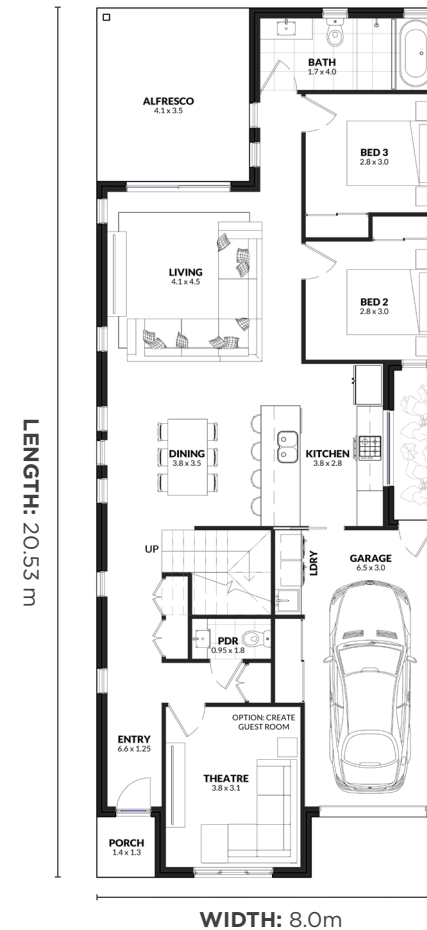 BATH
1.7 x 4.0
ALFRESCO
4.1 x 3.5
BED 3
2.8 x 3.0
LIVING
4.1 x 4.5
BED 2
2.8 x 3.0
DINING
3.8 x 3.5
KITCHEN
3.8 x 2.8
LENGTH: 20.53 m
UP
LDRY
GARAGE
6.5 x 3.0
PDR
0.95 x 1.8
OPTION: CREATE
GUEST ROOM
ENTRY
6.6 x 1.25
THEATRE
3.8 x 3.1
PORCH
1.4 x 1.3
WIDTH: 8.0m